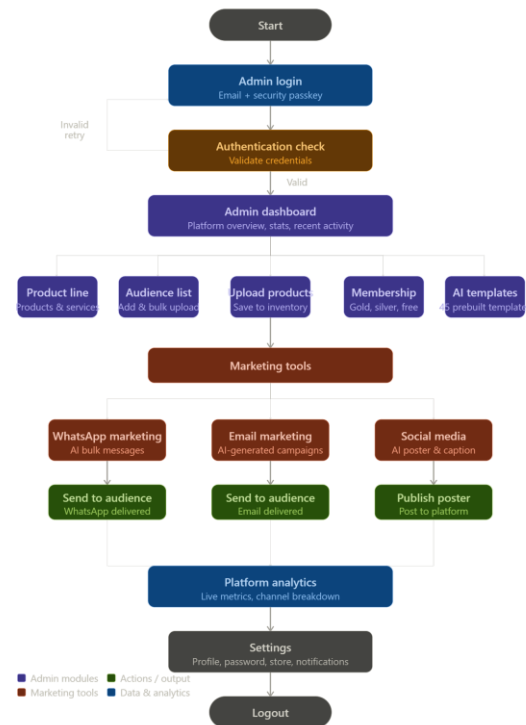 Start
Admin login
Email + security passkey
Invalid
retry
Authentication check
Validate credentials
Valid
Admin dashboard
Platform overview, stats, recent activity
Product line
Products & services
Audience list
Add & bulk upload
Upload products
Save to inventory
Membership
Gold, silver, free
AI templates
45 prebuilt template
Marketing tools
WhatsApp marketing
AI bulk messages
Email marketing
AI-generated campaigns
Social media
AI poster & caption
Send to audience
WhatsApp delivered
Send to audience
Email delivered
Publish poster
Post to platform
Platform analytics
Live metrics, channel breakdown
Settings
Profile, password, store, notifications
Admin modules
Actions / output
Marketing tools
Data & analytics
Logout